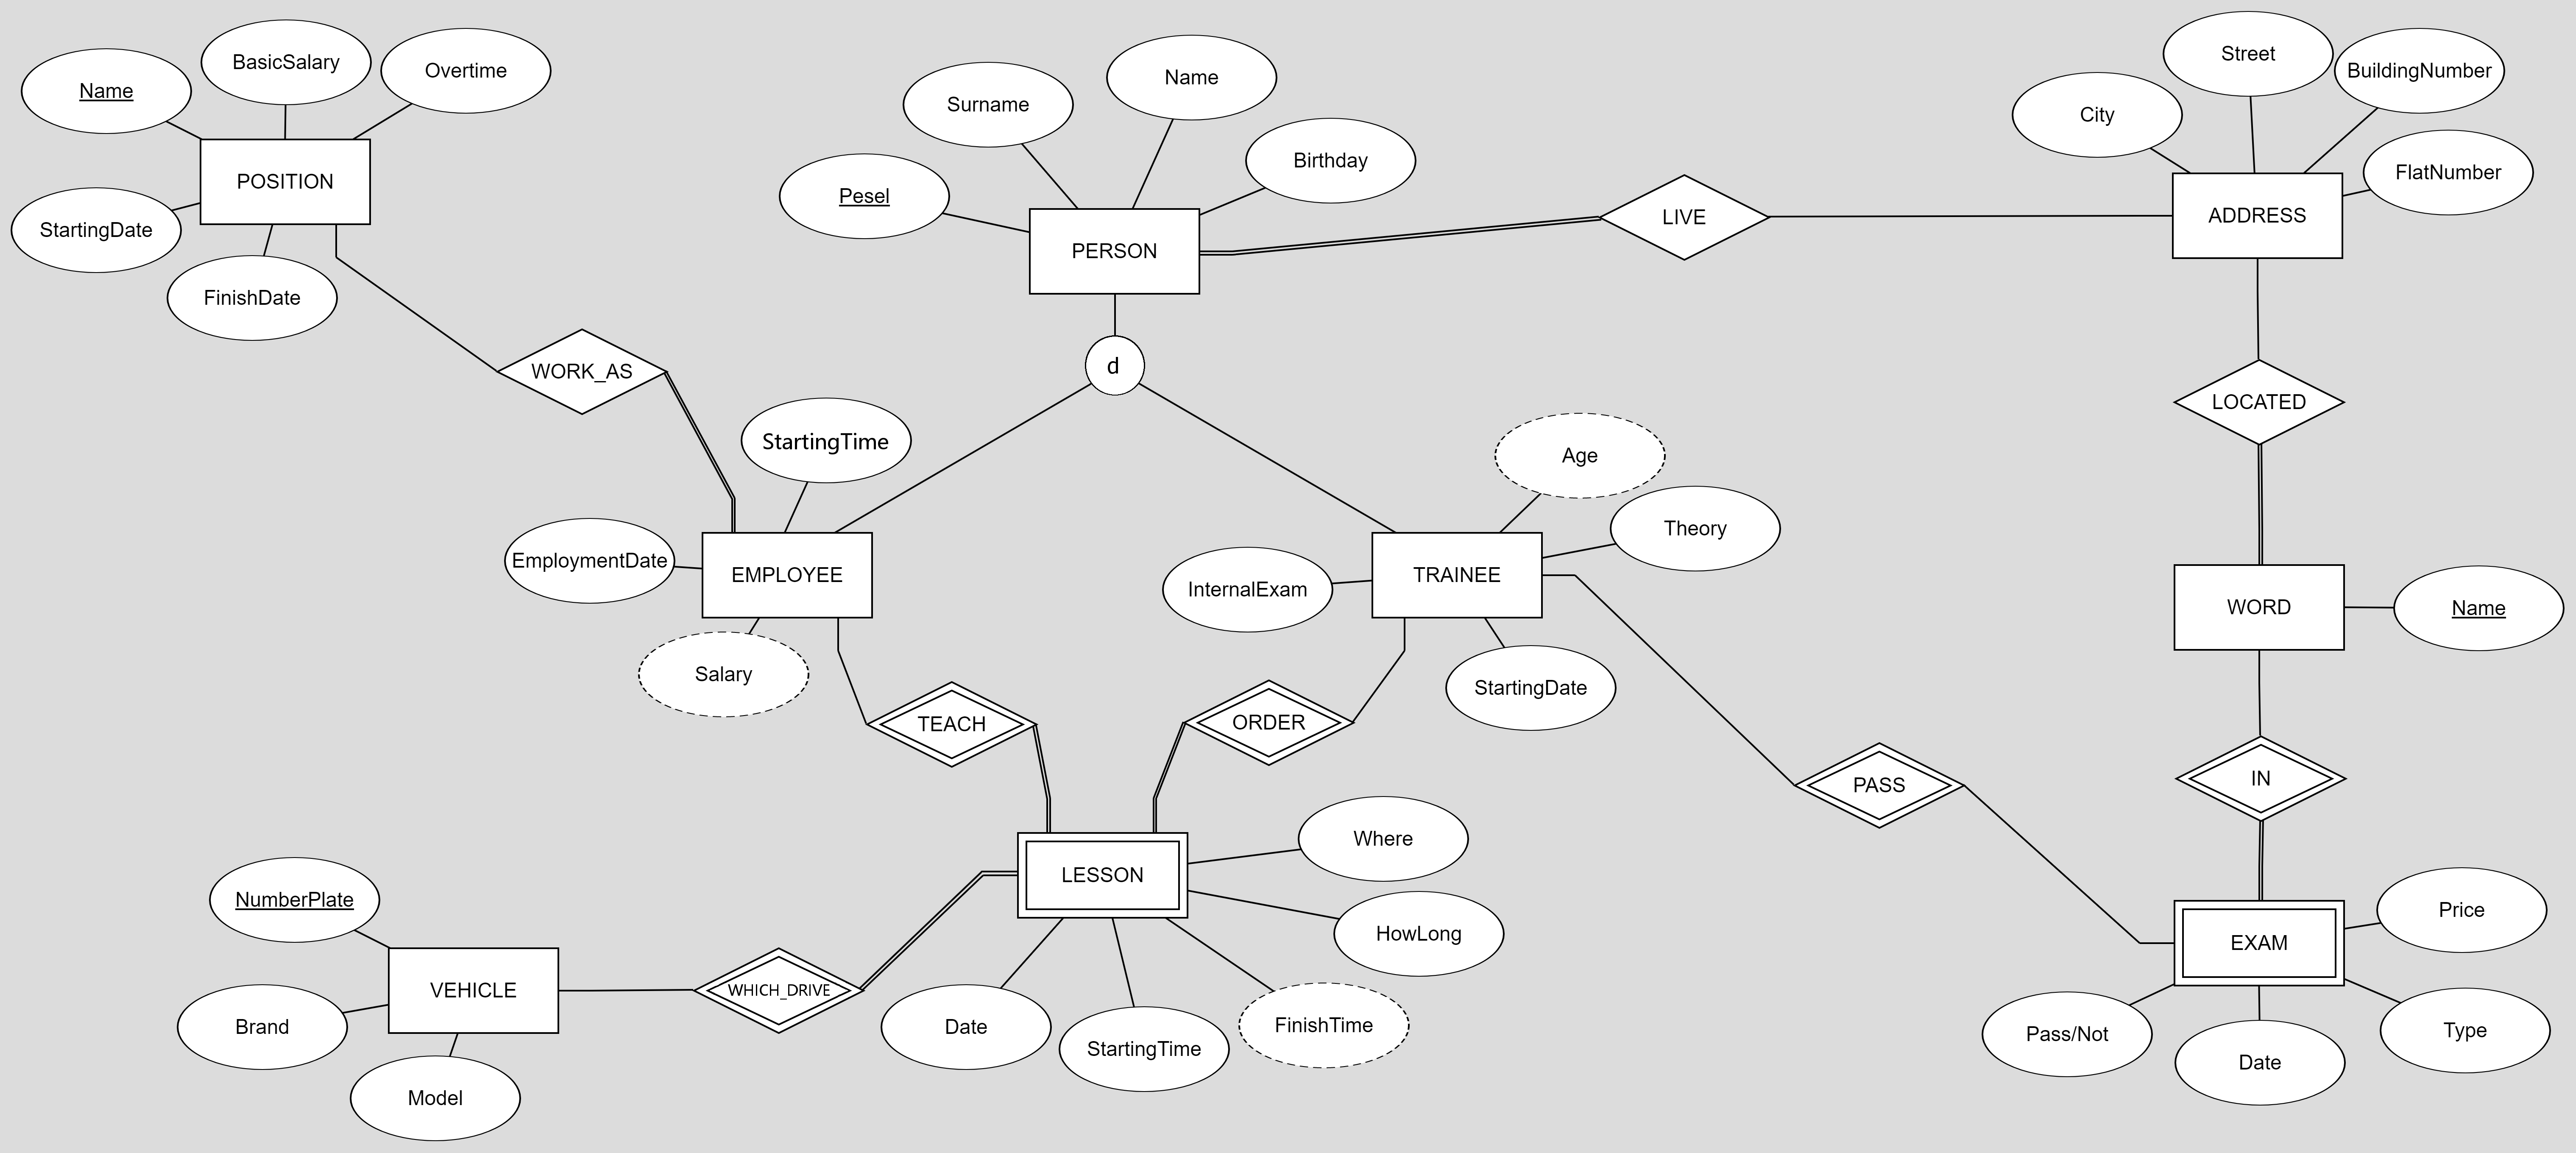 Name
BasicSalary
Overtime
POSITION
StartingDate
FinishDate
WORK_AS
Surname
Name
Pesel
Birthday
PERSON
LIVE
City
Street
BuildingNumber
FlatNumber
ADDRESS
d
LOCATED
StartingTime
EmploymentDate
EMPLOYEE
Salary
Age
Theory
InternalExam
TRAINEE
StartingDate
WORD
Name
TEACH
ORDER
PASS
IN
LESSON
Where
HowLong
Date
StartingTime
FinishTime
NumberPlate
VEHICLE
Brand
Model
WHICH_DRIVE
EXAM
Price
Type
Date
Pass/Not